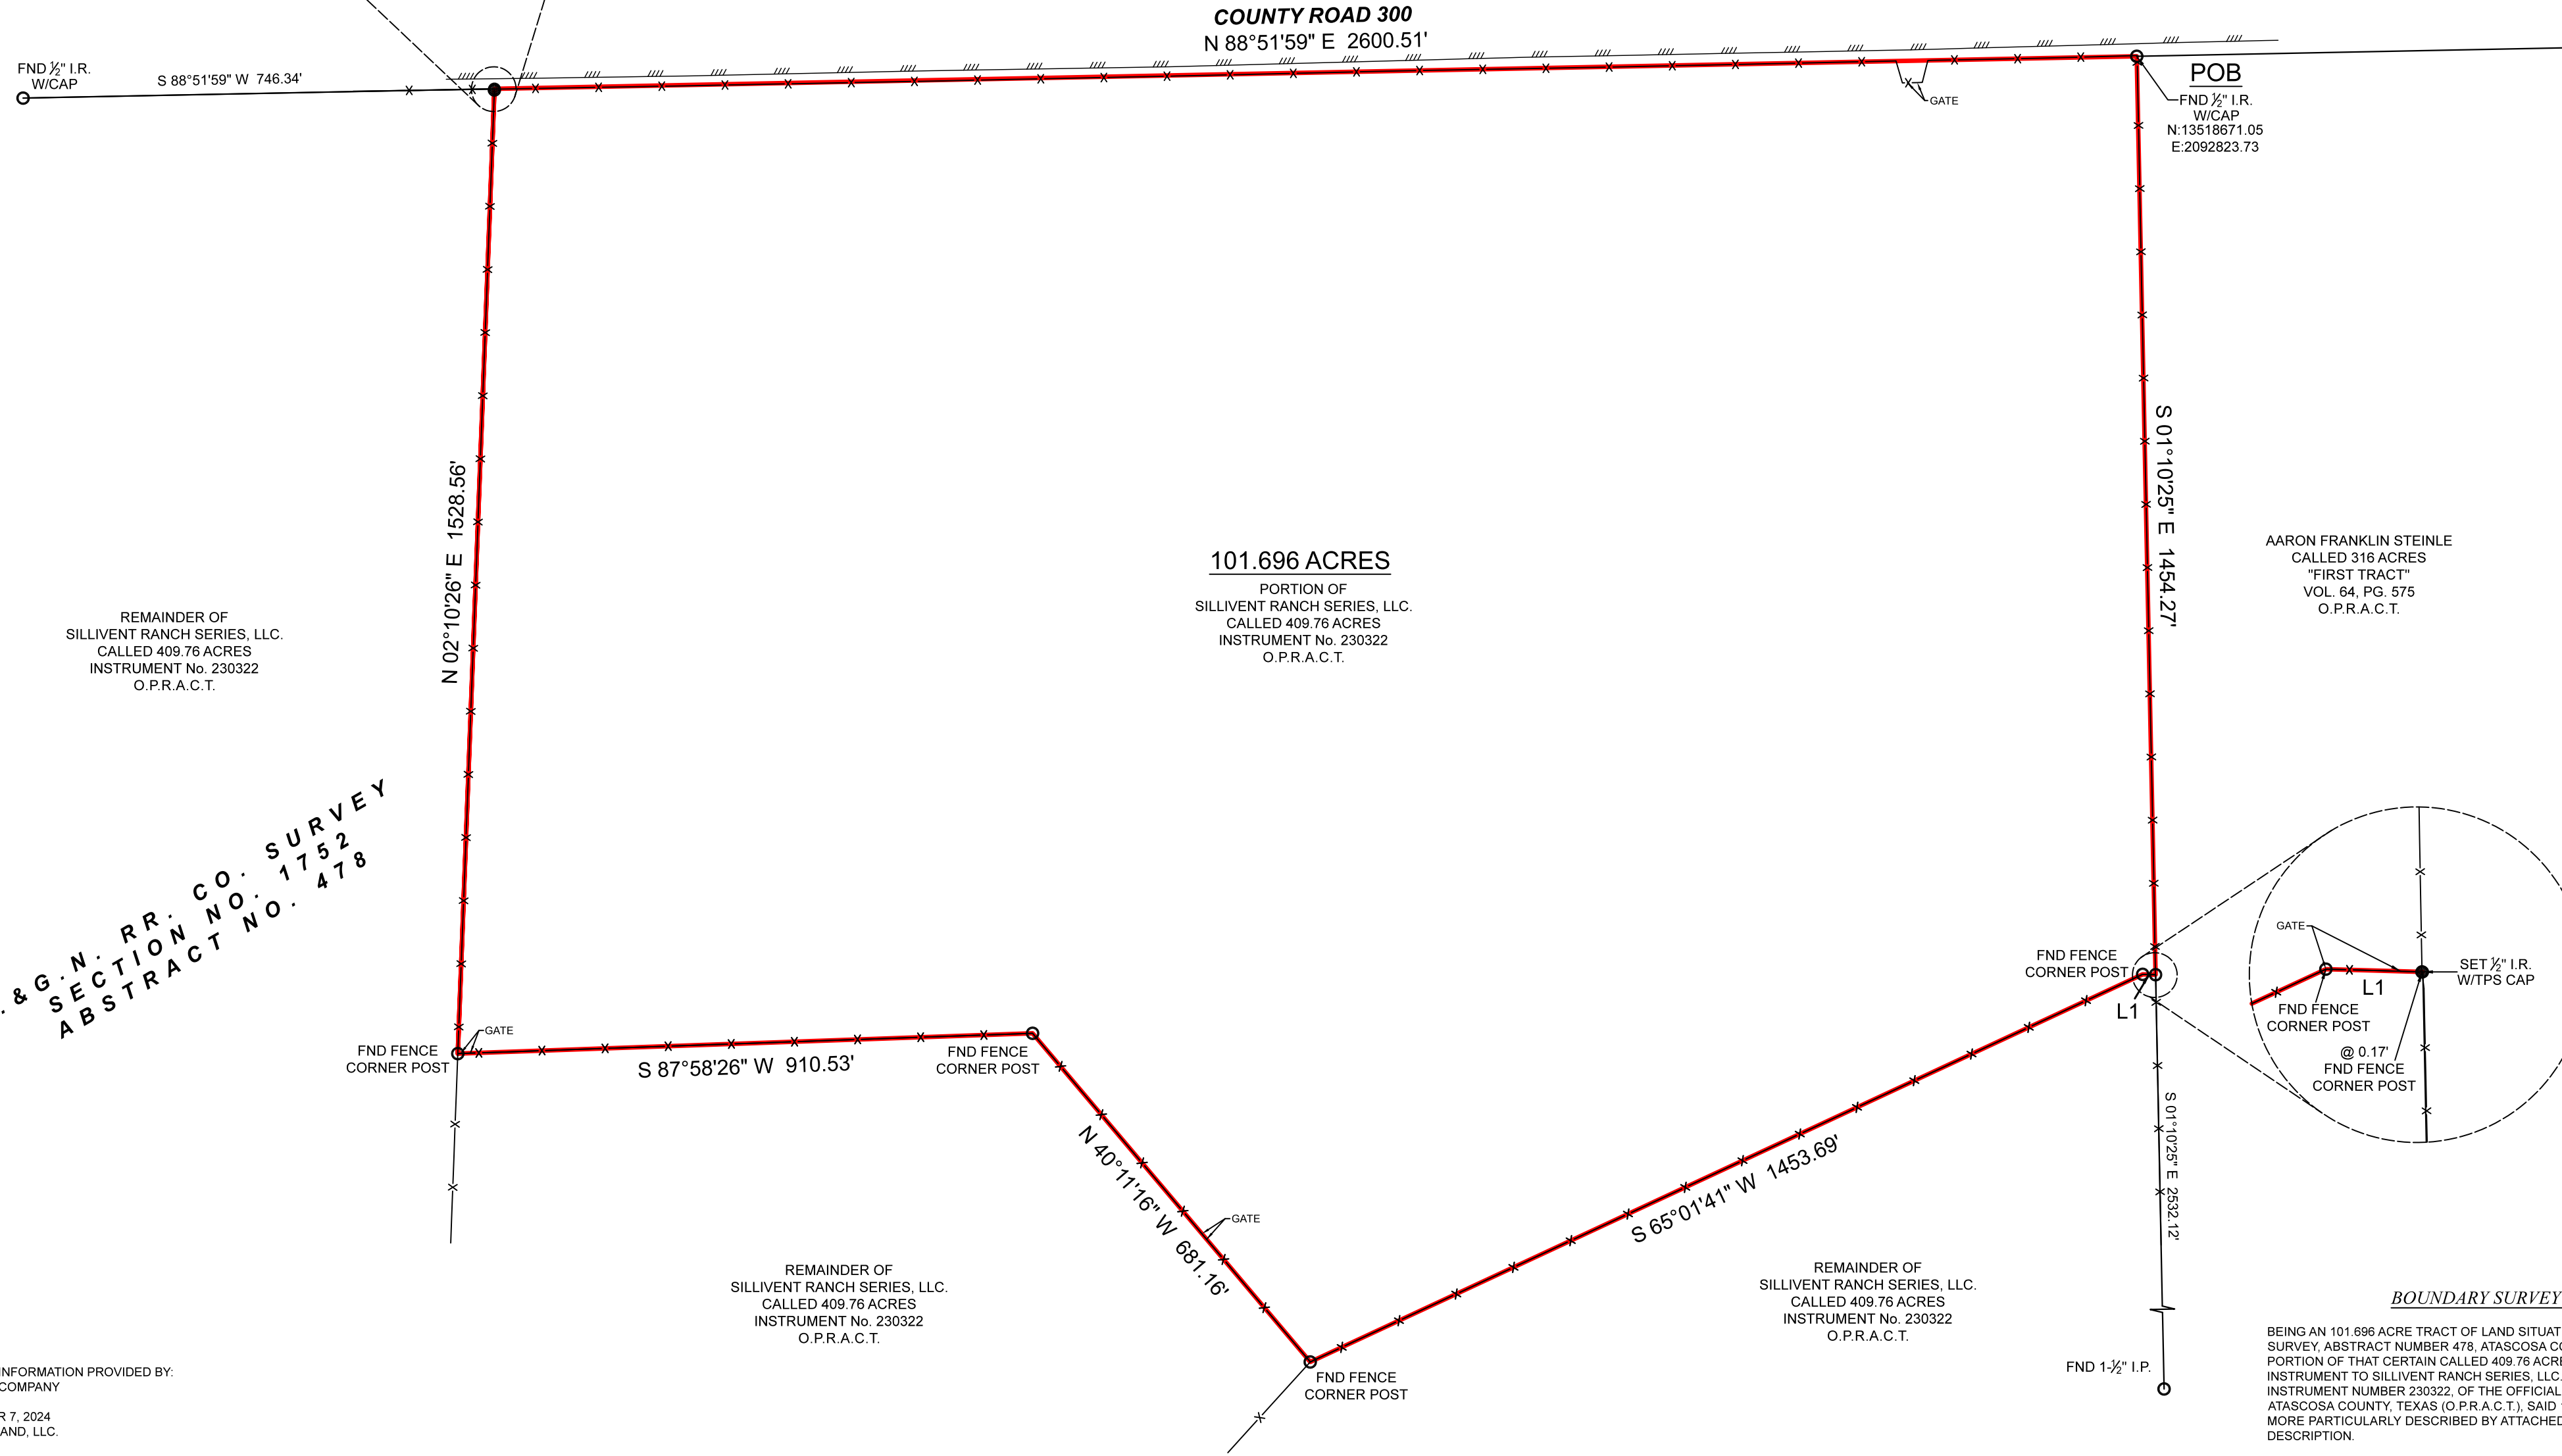 COUNTY ROAD 300
N 88°51'59" E 2600.51'
FND ½" I.R.
W/CAP
S 88°51'59" W 746.34'
GATE
POB
FND ½" I.R.
W/CAP
N:13518671.05
E:2092823.73
N 02°10'26" E 1528.56'
S 01°10'25" E 1454.27'
101.696 ACRES
PORTION OF
SILLIVENT RANCH SERIES, LLC.
CALLED 409.76 ACRES
INSTRUMENT No. 230322
O.P.R.A.C.T.
AARON FRANKLIN STEINLE
CALLED 316 ACRES
"FIRST TRACT"
VOL. 64, PG. 575
O.P.R.A.C.T.
REMAINDER OF
SILLIVENT RANCH SERIES, LLC.
CALLED 409.76 ACRES
INSTRUMENT No. 230322
O.P.R.A.C.T.
.&G.N. RR. CO. SURVEY
SECTION NO. 1752
ABSTRACT NO. 478
FND FENCE
CORNER POST
L1
GATE
SET ½" I.R.
W/TPS CAP
L1
FND FENCE
CORNER POST
@ 0.17'
FND FENCE
CORNER POST
GATE
FND FENCE
CORNER POST
S 87°58'26" W 910.53'
FND FENCE
CORNER POST
N 40°11'16" W 681.16'
GATE
S 65°01'41" W 1453.69'
S 01°10'25" E 2532.12'
REMAINDER OF
SILLIVENT RANCH SERIES, LLC.
CALLED 409.76 ACRES
INSTRUMENT No. 230322
O.P.R.A.C.T.
REMAINDER OF
SILLIVENT RANCH SERIES, LLC.
CALLED 409.76 ACRES
INSTRUMENT No. 230322
O.P.R.A.C.T.
FND FENCE
CORNER POST
FND 1-½" I.P.
INFORMATION PROVIDED BY:
COMPANY
R 7, 2024
AND, LLC.
BOUNDARY SURVEY
BEING AN 101.696 ACRE TRACT OF LAND SITUAT
SURVEY, ABSTRACT NUMBER 478, ATASCOSA CO
PORTION OF THAT CERTAIN CALLED 409.76 ACRE
INSTRUMENT TO SILLIVENT RANCH SERIES, LLC.
INSTRUMENT NUMBER 230322, OF THE OFFICIAL
ATASCOSA COUNTY, TEXAS (O.P.R.A.C.T.), SAID
MORE PARTICULARLY DESCRIBED BY ATTACHED
DESCRIPTION.